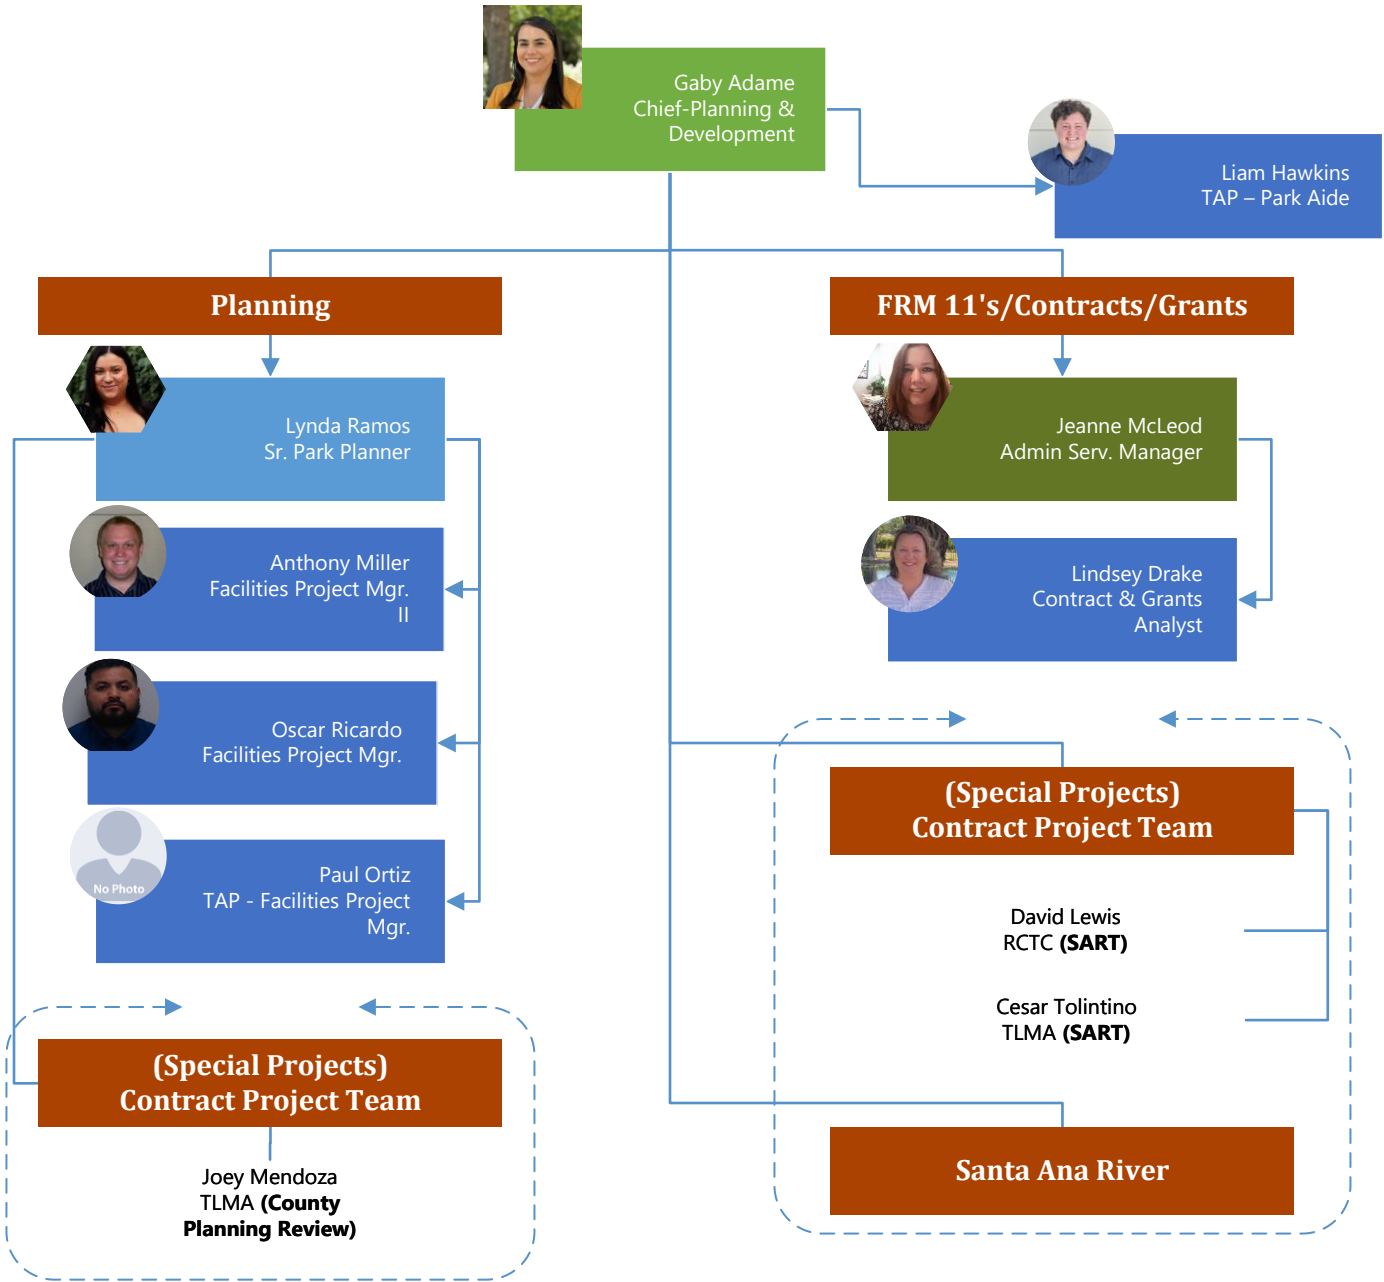 Gaby Adame
Chief-Planning &
Development
Liam Hawkins
TAP – Park Aide
Planning
FRM 11's/Contracts/Grants
Lynda Ramos
Sr. Park Planner
Jeanne McLeod
Admin Serv. Manager
Anthony Miller
Facilities Project Mgr.
II
Lindsey Drake
Contract & Grants
Analyst
Oscar Ricardo
Facilities Project Mgr.
No Photo
Paul Ortiz
TAP - Facilities Project
Mgr.
(Special Projects)
Contract Project Team
David Lewis
RCTC (SART)
Cesar Tolintino
TLMA (SART)
(Special Projects)
Contract Project Team
Joey Mendoza
TLMA (County
Planning Review)
Santa Ana River